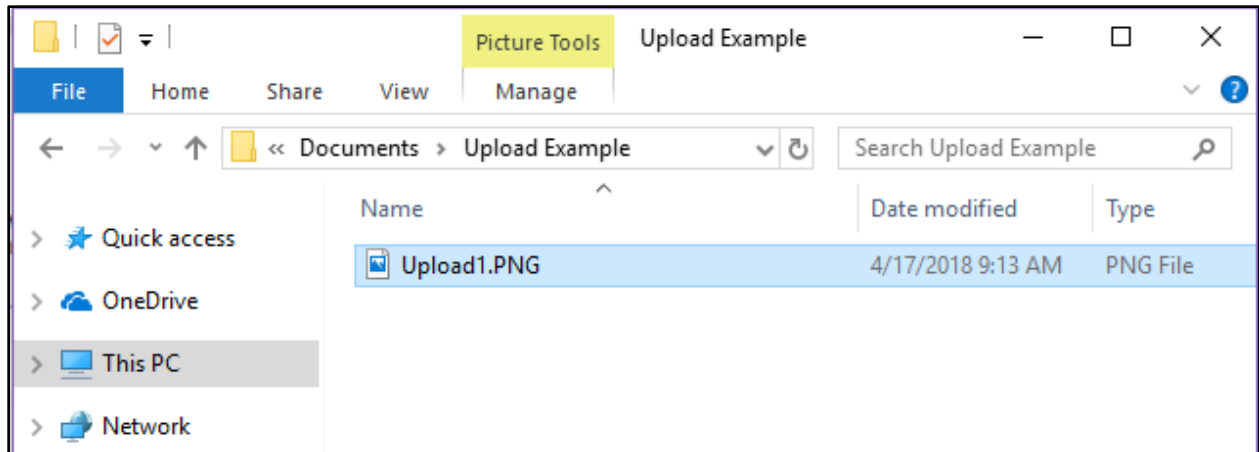 Picture Tools Upload Example
File Home Share View Manage ?
« Documents > Upload Example Search Upload Example
Name Date modified Type
Quick access
Upload1.PNG 4/17/2018 9:13 AM PNG File
OneDrive
This PC
Network